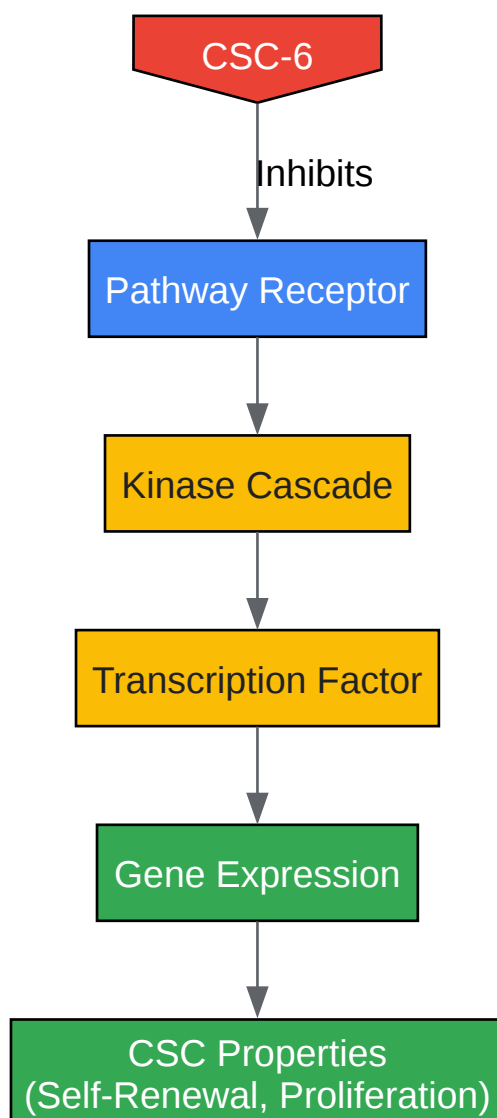 CSC-6
Inhibits
Pathway Receptor
Kinase Cascade
Transcription Factor
Gene Expression
CSC Properties
(Self-Renewal, Proliferation)